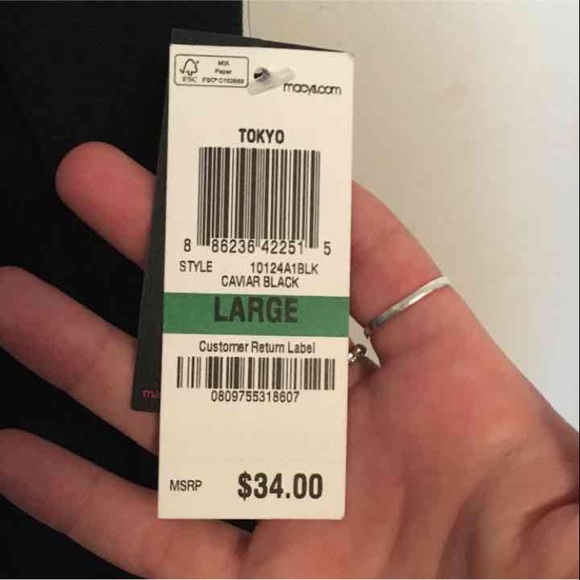 MIX
Paper
FSC
FSC® C102669
macys.com
TOKYO
8 86236 42251 5
STYLE 10124A1BLK
CAVIAR BLACK
LARGE
Customer Return Label
0809755318607
MSRP $34.00